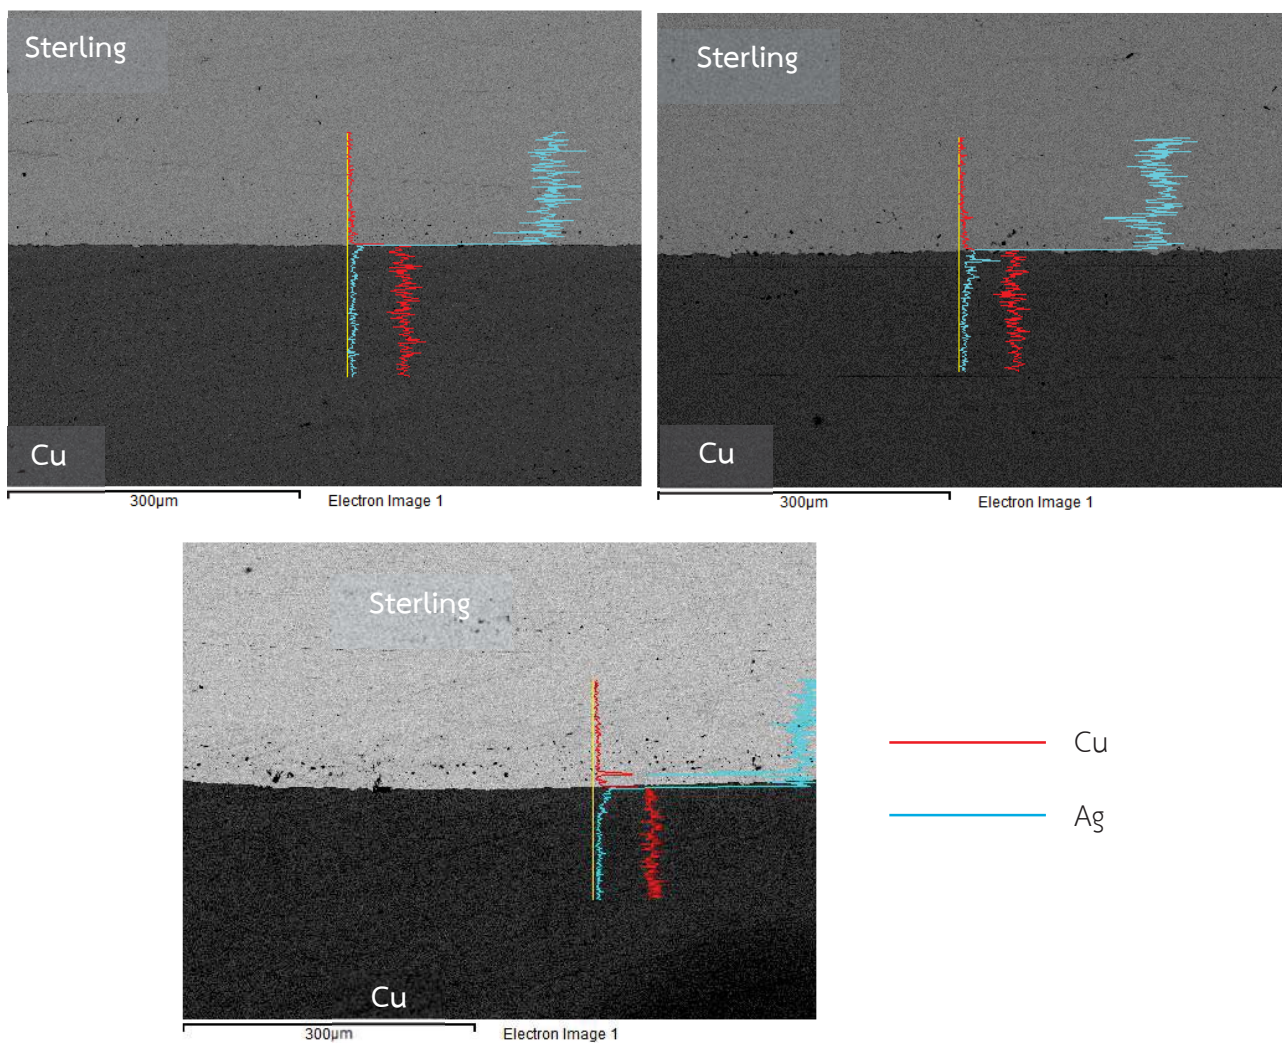 Sterling
Cu
300µm
Electron Image 1
Sterling
Cu
300µm
Electron Image 1
Sterling
Cu
300µm
Electron Image 1
Cu
Ag